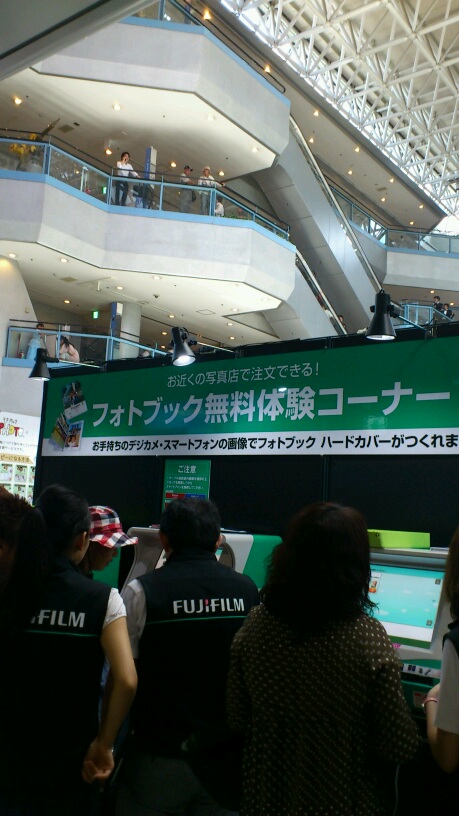 お近くの写真店で注文できる!
フォトブック無料体験コーナー
お手持ちのデジカメ・スマートフォンの画像でフォトブック ハードカバーがつくれま
ご注意
FUJIFILM
JIFILM